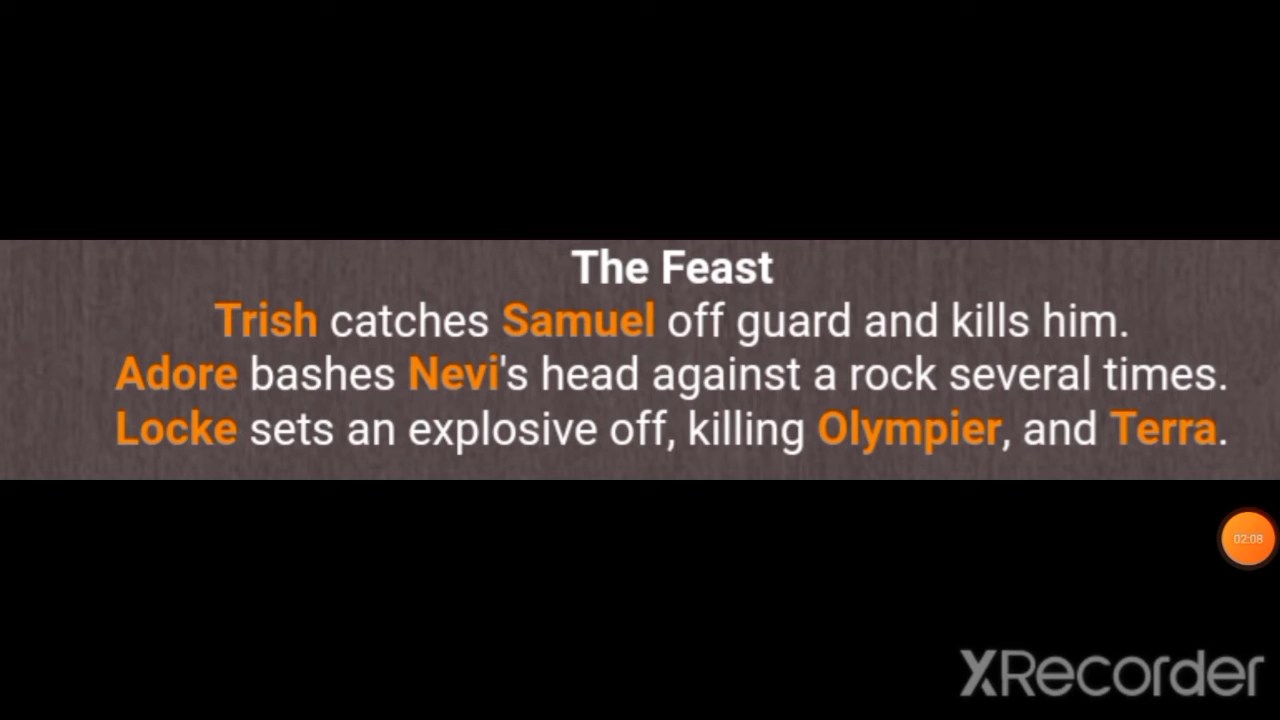 The Feast
Trish catches Samuel off guard and kills him.
Adore bashes Nevi's head against a rock several times.
Locke sets an explosive off, killing Olympier, and Terra.
02:08
XRecorder